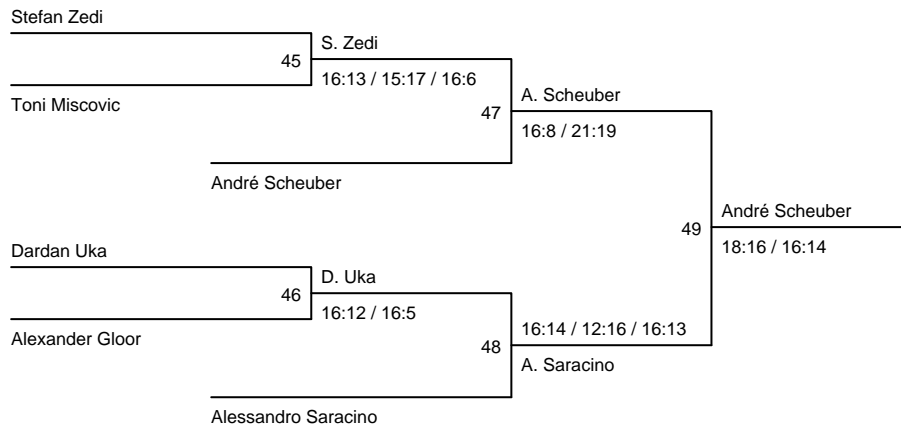 Stefan Zedi
S. Zedi
45
16:13 / 15:17 / 16:6
Toni Miscovic
A. Scheuber
47
16:8 / 21:19
André Scheuber
André Scheuber
49
18:16 / 16:14
Dardan Uka
D. Uka
46
16:12 / 16:5
Alexander Gloor
16:14 / 12:16 / 16:13
48
A. Saracino
Alessandro Saracino